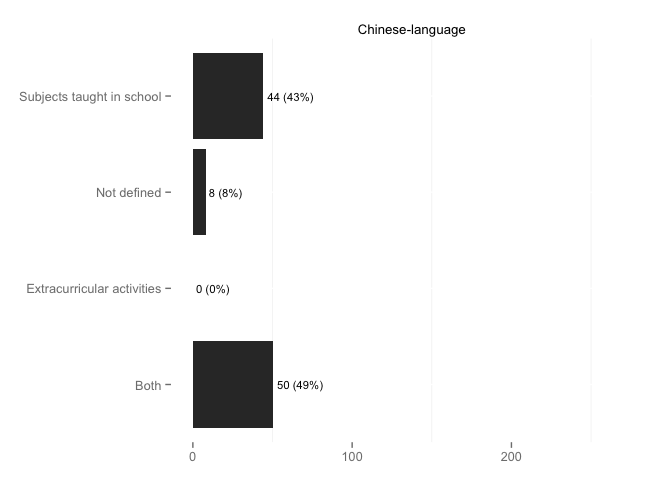 Chinese-language
Subjects taught in school
44 (43%)
Not defined
8 (8%)
Extracurricular activities
0 (0%)
Both
50 (49%)
0
100
200